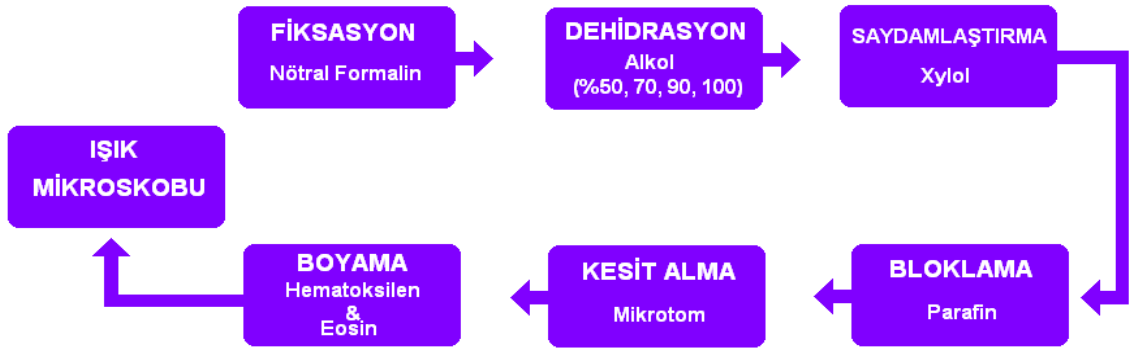 FİKSASYON
Nötral Formalin
DEHİDRASYON
Alkol
(%50, 70, 90, 100)
SAYDAMLAŞTIRMA
Xylol
BLOKLAMA
Parafin
KESİT ALMA
Mikrotom
BOYAMA
Hematoksilen
&
Eosin
IŞIK
MİKROSKOBU